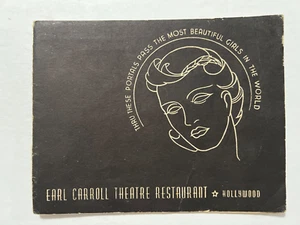 THRU THESE PORTALS PASS THE MOST BEAUTIFUL GIRLS IN THE WORLD
EARL CARROLL THEATRE RESTAURANT ☆ HOLLYWOOD